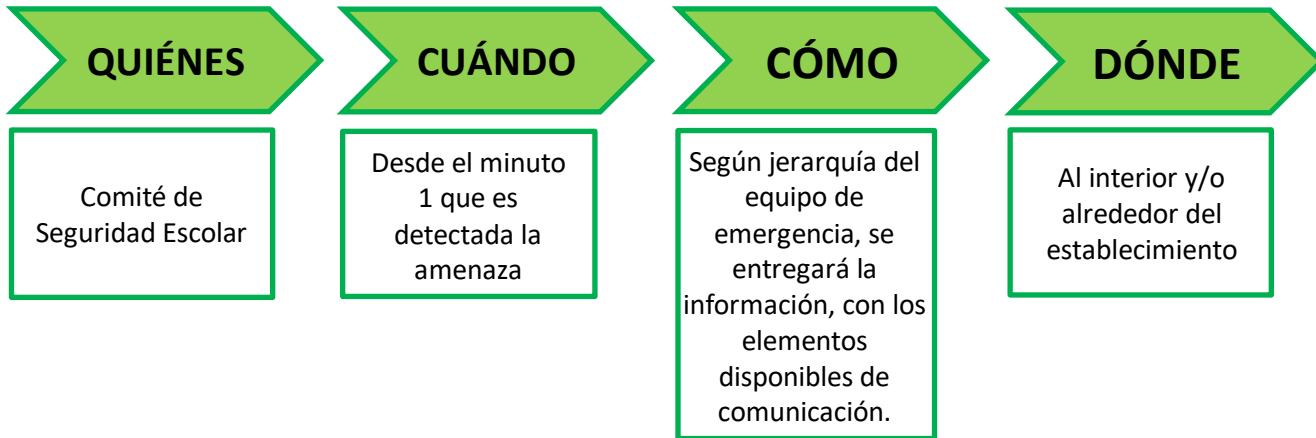 QUIÉNES
Comité de
Seguridad Escolar
CUÁNDO
Desde el minuto
1 que es
detectada la
amenaza
CÓMO
Según jerarquía del
equipo de
emergencia, se
entregará la
información, con los
elementos
disponibles de
comunicación.
DÓNDE
Al interior y/o
alrededor del
establecimiento